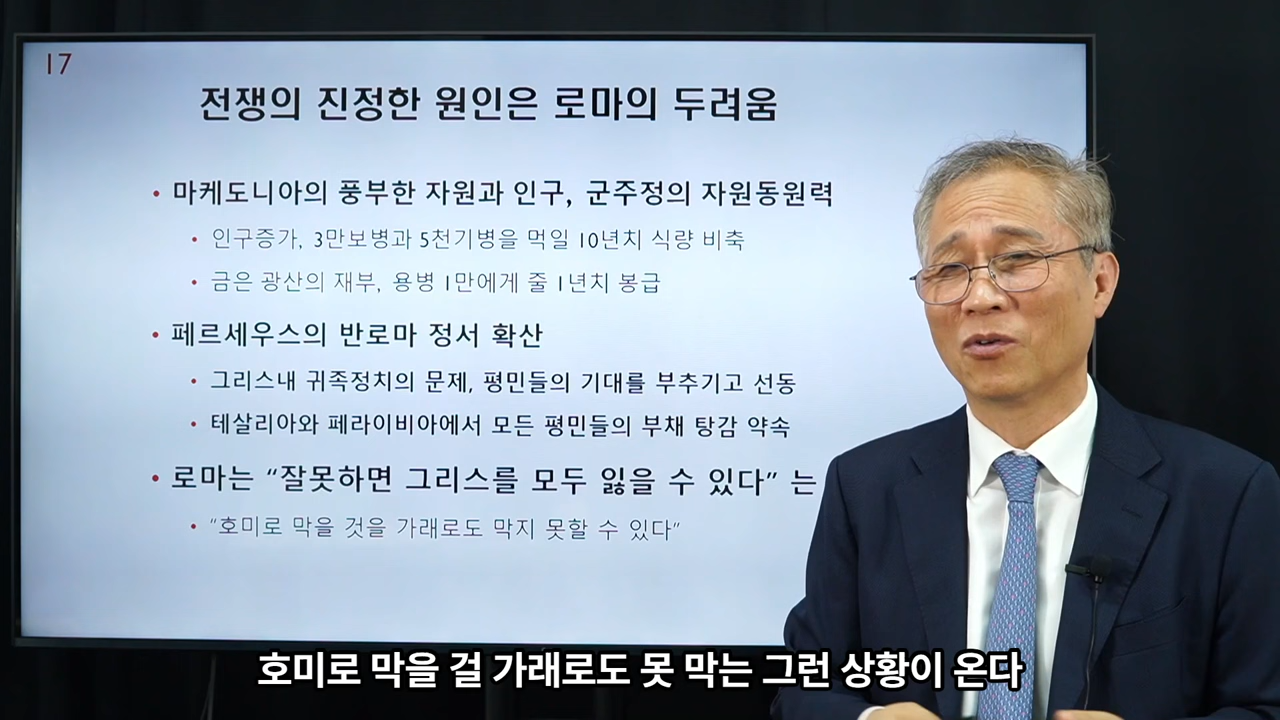 17
전쟁의 진정한 원인은 로마의 두려움
• 마케도니아의 풍부한 자원과 인구, 군주정의 자원동원력
• 인구증가, 3만보병과 5천기병을 먹일 10년치 식량 비축
• 금은 광산의 재부, 용병 1만에게 줄 1년치 봉급
• 페르세우스의 반로마 정서 확산
• 그리스내 귀족정치의 문제, 평민들의 기대를 부추기고 선동
• 테살리아와 페라이비아에서 모든 평민들의 부채 탕감 약속
• 로마는 “잘못하면 그리스를 모두 잃을 수 있다” 는
• “호미로 막을 것을 가래로도 막지 못할 수 있다”
호미로 막을 걸 가래로도 못 막는 그런 상황이 온다